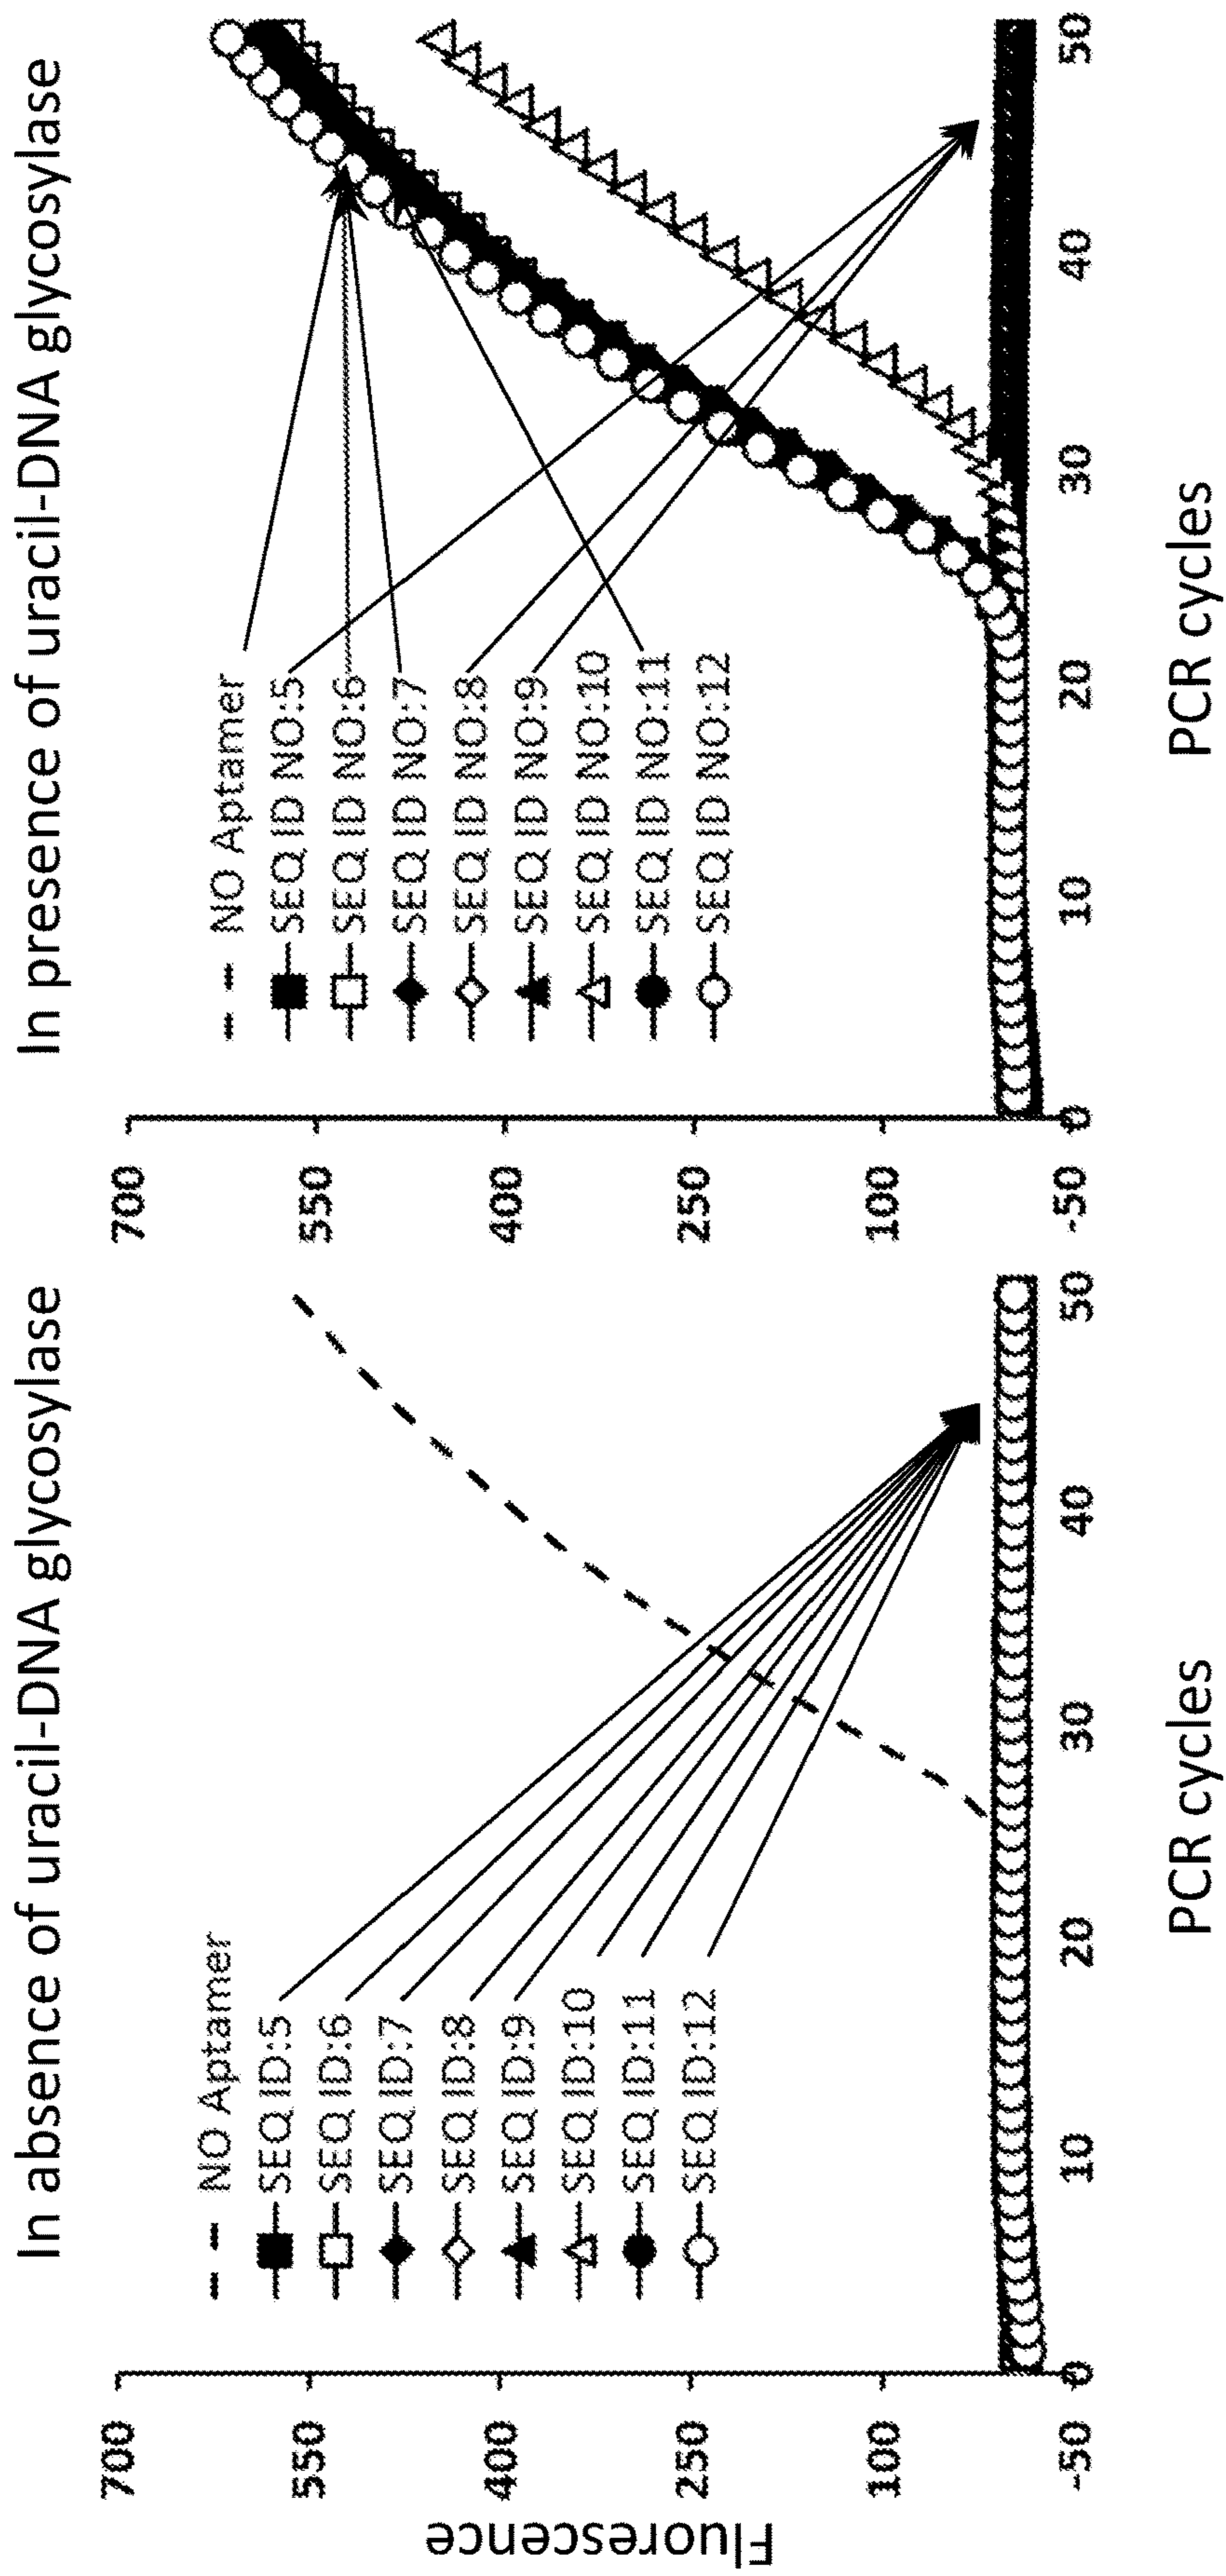 In absence of uracil-DNA glycosylase
Fluorescence
700
550
400
250
100
-50
NO Aptamer
SEQ ID:5
SEQ ID:6
SEQ ID:7
SEQ ID:8
SEQ ID:9
SEQ ID:10
SEQ ID:11
SEQ ID:12
0 10 20 30 40 50
PCR cycles
In presence of uracil-DNA glycosylase
700
550
400
250
100
-50
NO Aptamer
SEQ ID NO:5
SEQ ID NO:6
SEQ ID NO:7
SEQ ID NO:8
SEQ ID NO:9
SEQ ID NO:10
SEQ ID NO:11
SEQ ID NO:12
0 10 20 30 40 50
PCR cycles